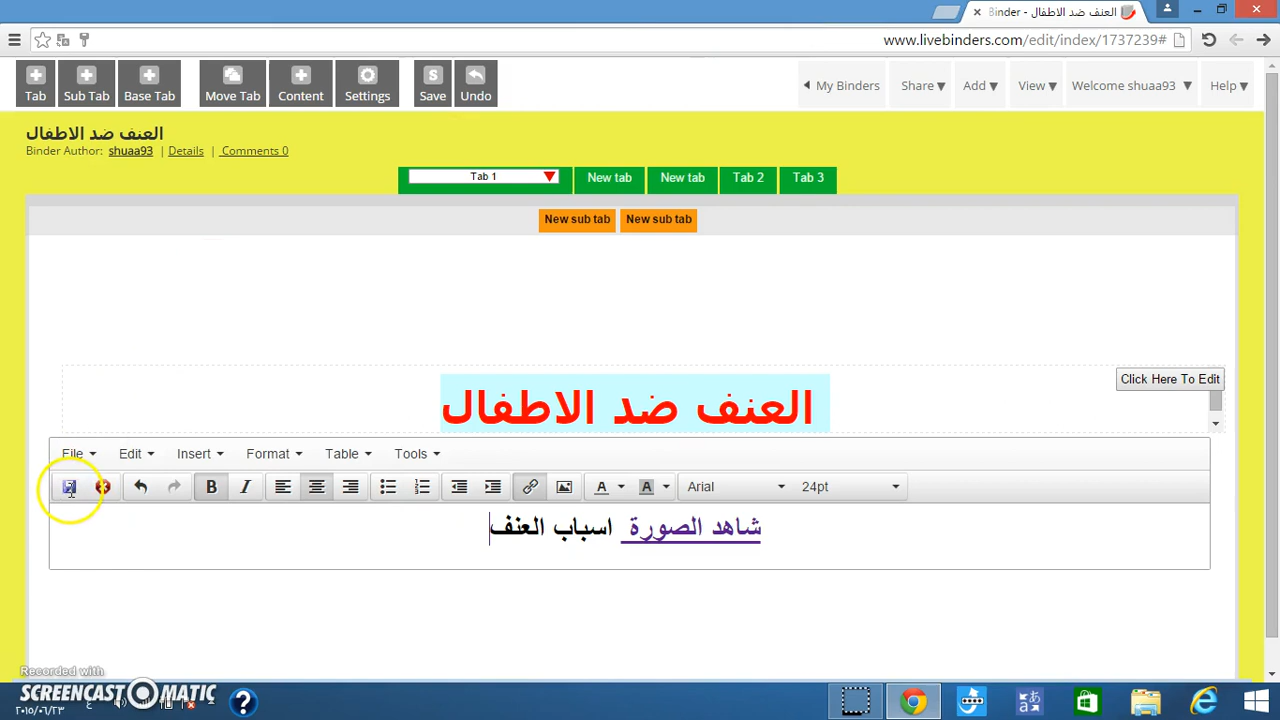 العنف ضد الاطفال - Binder
www.livebinders.com/edit/index/1737239#
Tab
Sub Tab
Base Tab
Move Tab
Content
Settings
Save
Undo
My Binders
Share
Add
View
Welcome shuaa93
Help
العنف ضد الاطفال
Binder Author: shuaa93 | Details | Comments 0
Tab 1
New tab
New tab
Tab 2
Tab 3
New sub tab
New sub tab
Click Here To Edit
العنف ضد الاطفال
File
Edit
Insert
Format
Table
Tools
Arial
24pt
شاهد الصورة اسباب العنف
Recorded with
SCREENCAST-O-MATIC
٢٠١٥/٠٦/٢٣